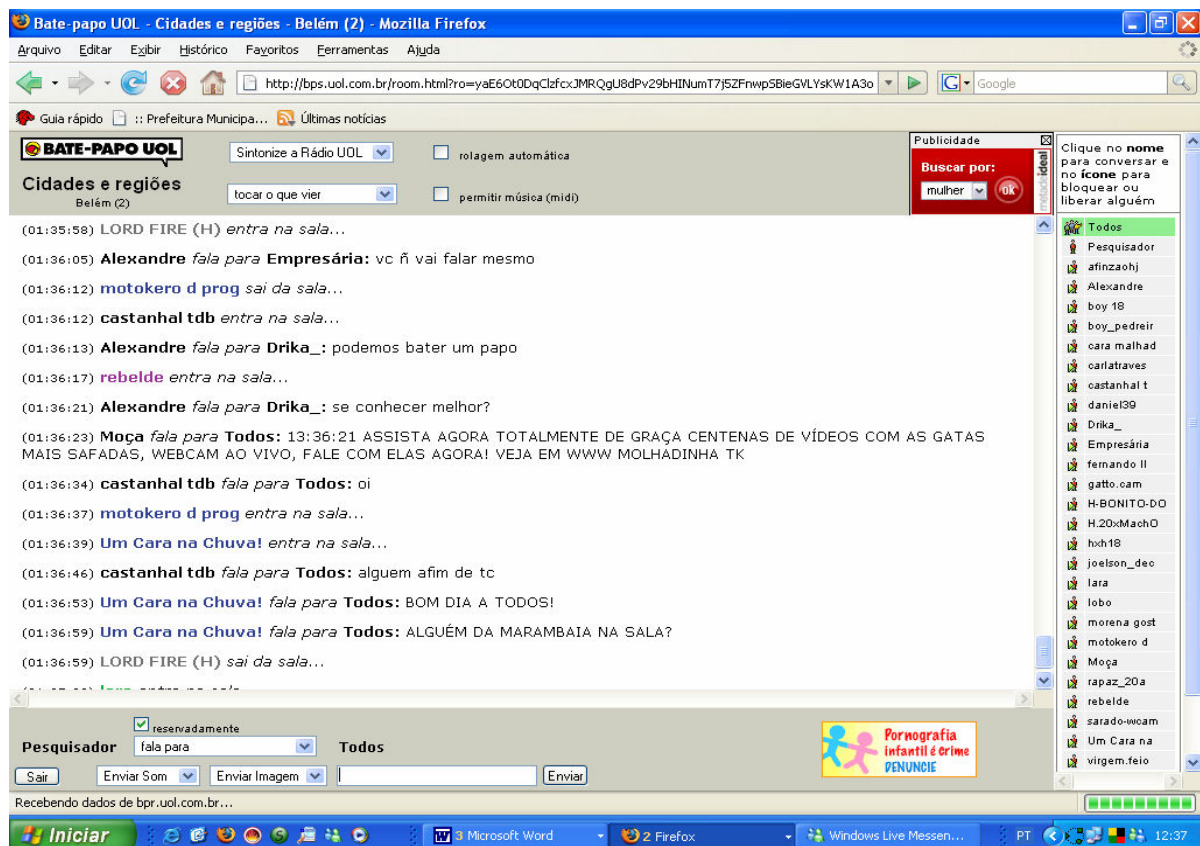 Bate-papo UOL - Cidades e regiões - Belém (2) - Mozilla Firefox
Arquivo Editar Exibir Histórico Favoritos Ferramentas Ajuda
http://bps.uol.com.br/room.html?ro=yaE6Ot0DqClzfcxJMRQgU8dPv29bHINumT7j5ZFnwpSBieGVLYsKW1A3o
Google
Guia rápido :: Prefeitura Municipa... Últimas notícias
BATE-PAPO UOL
Cidades e regiões
Belém (2)
Sintonize a Rádio UOL
rolagem automática
tocar o que vier
permitir música (midi)
Publicidade
Buscar por:
mulher ok
metadeideal
Clique no nome
para conversar e
no ícone para
bloquear ou
liberar alguém
(01:35:58) LORD FIRE (H) entra na sala...
(01:36:05) Alexandre fala para Empresária: vc ñ vai falar mesmo
(01:36:12) motokero d prog sai da sala...
(01:36:12) castanhal tdb entra na sala...
(01:36:13) Alexandre fala para Drika_: podemos bater um papo
(01:36:17) rebelde entra na sala...
(01:36:21) Alexandre fala para Drika_: se conhecer melhor?
(01:36:23) Moça fala para Todos: 13:36:21 ASSISTA AGORA TOTALMENTE DE GRAÇA CENTENAS DE VÍDEOS COM AS GATAS
MAIS SAFADAS, WEBCAM AO VIVO, FALE COM ELAS AGORA! VEJA EM WWW MOLHADINHA TK
(01:36:34) castanhal tdb fala para Todos: oi
(01:36:37) motokero d prog entra na sala...
(01:36:39) Um Cara na Chuva! entra na sala...
(01:36:46) castanhal tdb fala para Todos: alguem afim de tc
(01:36:53) Um Cara na Chuva! fala para Todos: BOM DIA A TODOS!
(01:36:59) Um Cara na Chuva! fala para Todos: ALGUÉM DA MARAMBAIA NA SALA?
(01:36:59) LORD FIRE (H) sai da sala...
Todos
Pesquisador
afinzaohj
Alexandre
boy 18
boy_pedreir
cara malhad
carlatraves
castanhal t
daniel39
Drika_
Empresária
fernando II
gatto.cam
H-BONITO-DO
H.20xMachO
hxh18
joelson_dec
lara
lobo
morena gost
motokero d
Moça
rapaz_20a
rebelde
sarado-wcam
Um Cara na
virgem.feio
reservadamente
Pesquisador fala para Todos
Sair Enviar Som Enviar Imagem Enviar
Pornografia
infantil é crime
DENUNCIE
Recebendo dados de bpr.uol.com.br...
Iniciar 3 Microsoft Word 2 Firefox Windows Live Messen... PT 12:37